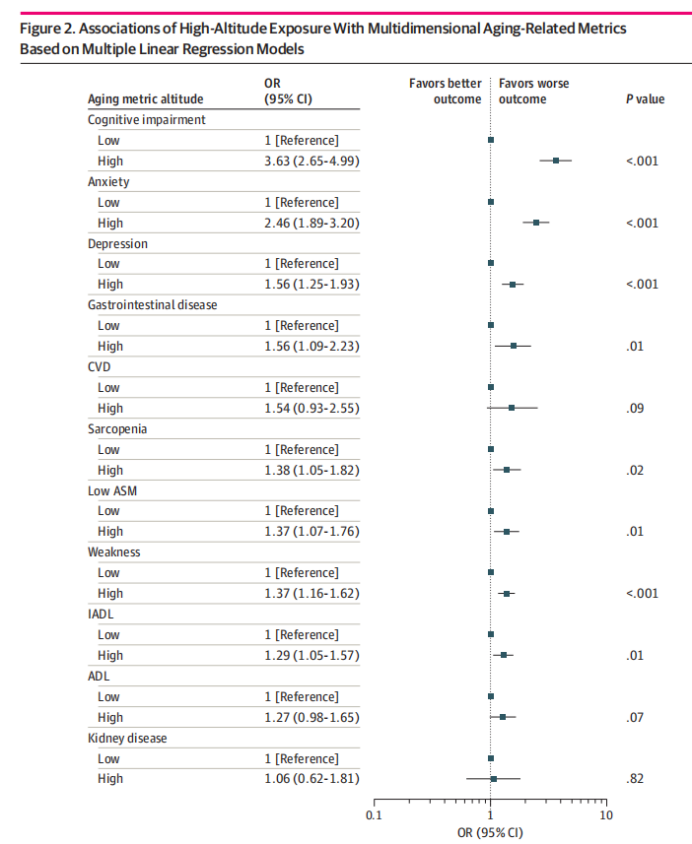 Figure 2. Associations of High-Altitude Exposure With Multidimensional Aging-Related Metrics
Based on Multiple Linear Regression Models
Aging metric altitude OR (95% CI) Favors better outcome Favors worse outcome P value
Cognitive impairment
Low 1 [Reference]
High 3.63 (2.65-4.99) <.001
Anxiety
Low 1 [Reference]
High 2.46 (1.89-3.20) <.001
Depression
Low 1 [Reference]
High 1.56 (1.25-1.93) <.001
Gastrointestinal disease
Low 1 [Reference]
High 1.56 (1.09-2.23) .01
CVD
Low 1 [Reference]
High 1.54 (0.93-2.55) .09
Sarcopenia
Low 1 [Reference]
High 1.38 (1.05-1.82) .02
Low ASM
Low 1 [Reference]
High 1.37 (1.07-1.76) .01
Weakness
Low 1 [Reference]
High 1.37 (1.16-1.62) <.001
IADL
Low 1 [Reference]
High 1.29 (1.05-1.57) .01
ADL
Low 1 [Reference]
High 1.27 (0.98-1.65) .07
Kidney disease
Low 1 [Reference]
High 1.06 (0.62-1.81) .82
0.1 1 10
OR (95% CI)